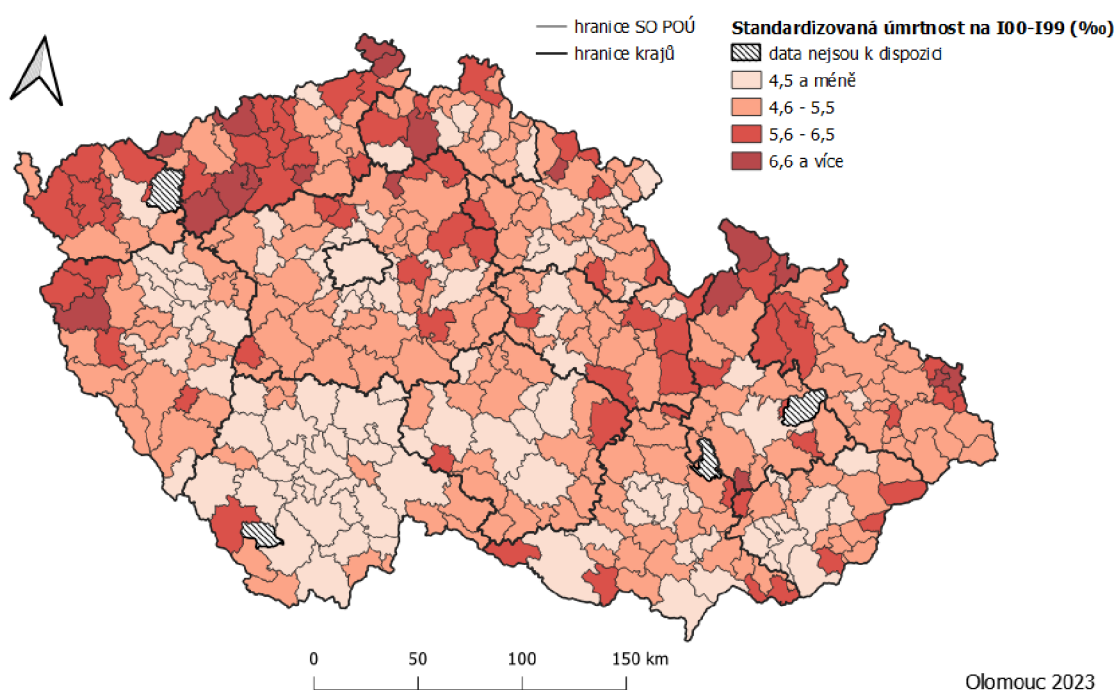 hranice SO POÚ
hranice krajů
Standardizovaná úmrtnost na I00-I99 (‰)
data nejsou k dispozici
4,5 a méně
4,6 - 5,5
5,6 - 6,5
6,6 a více
0 50 100 150 km
Olomouc 2023